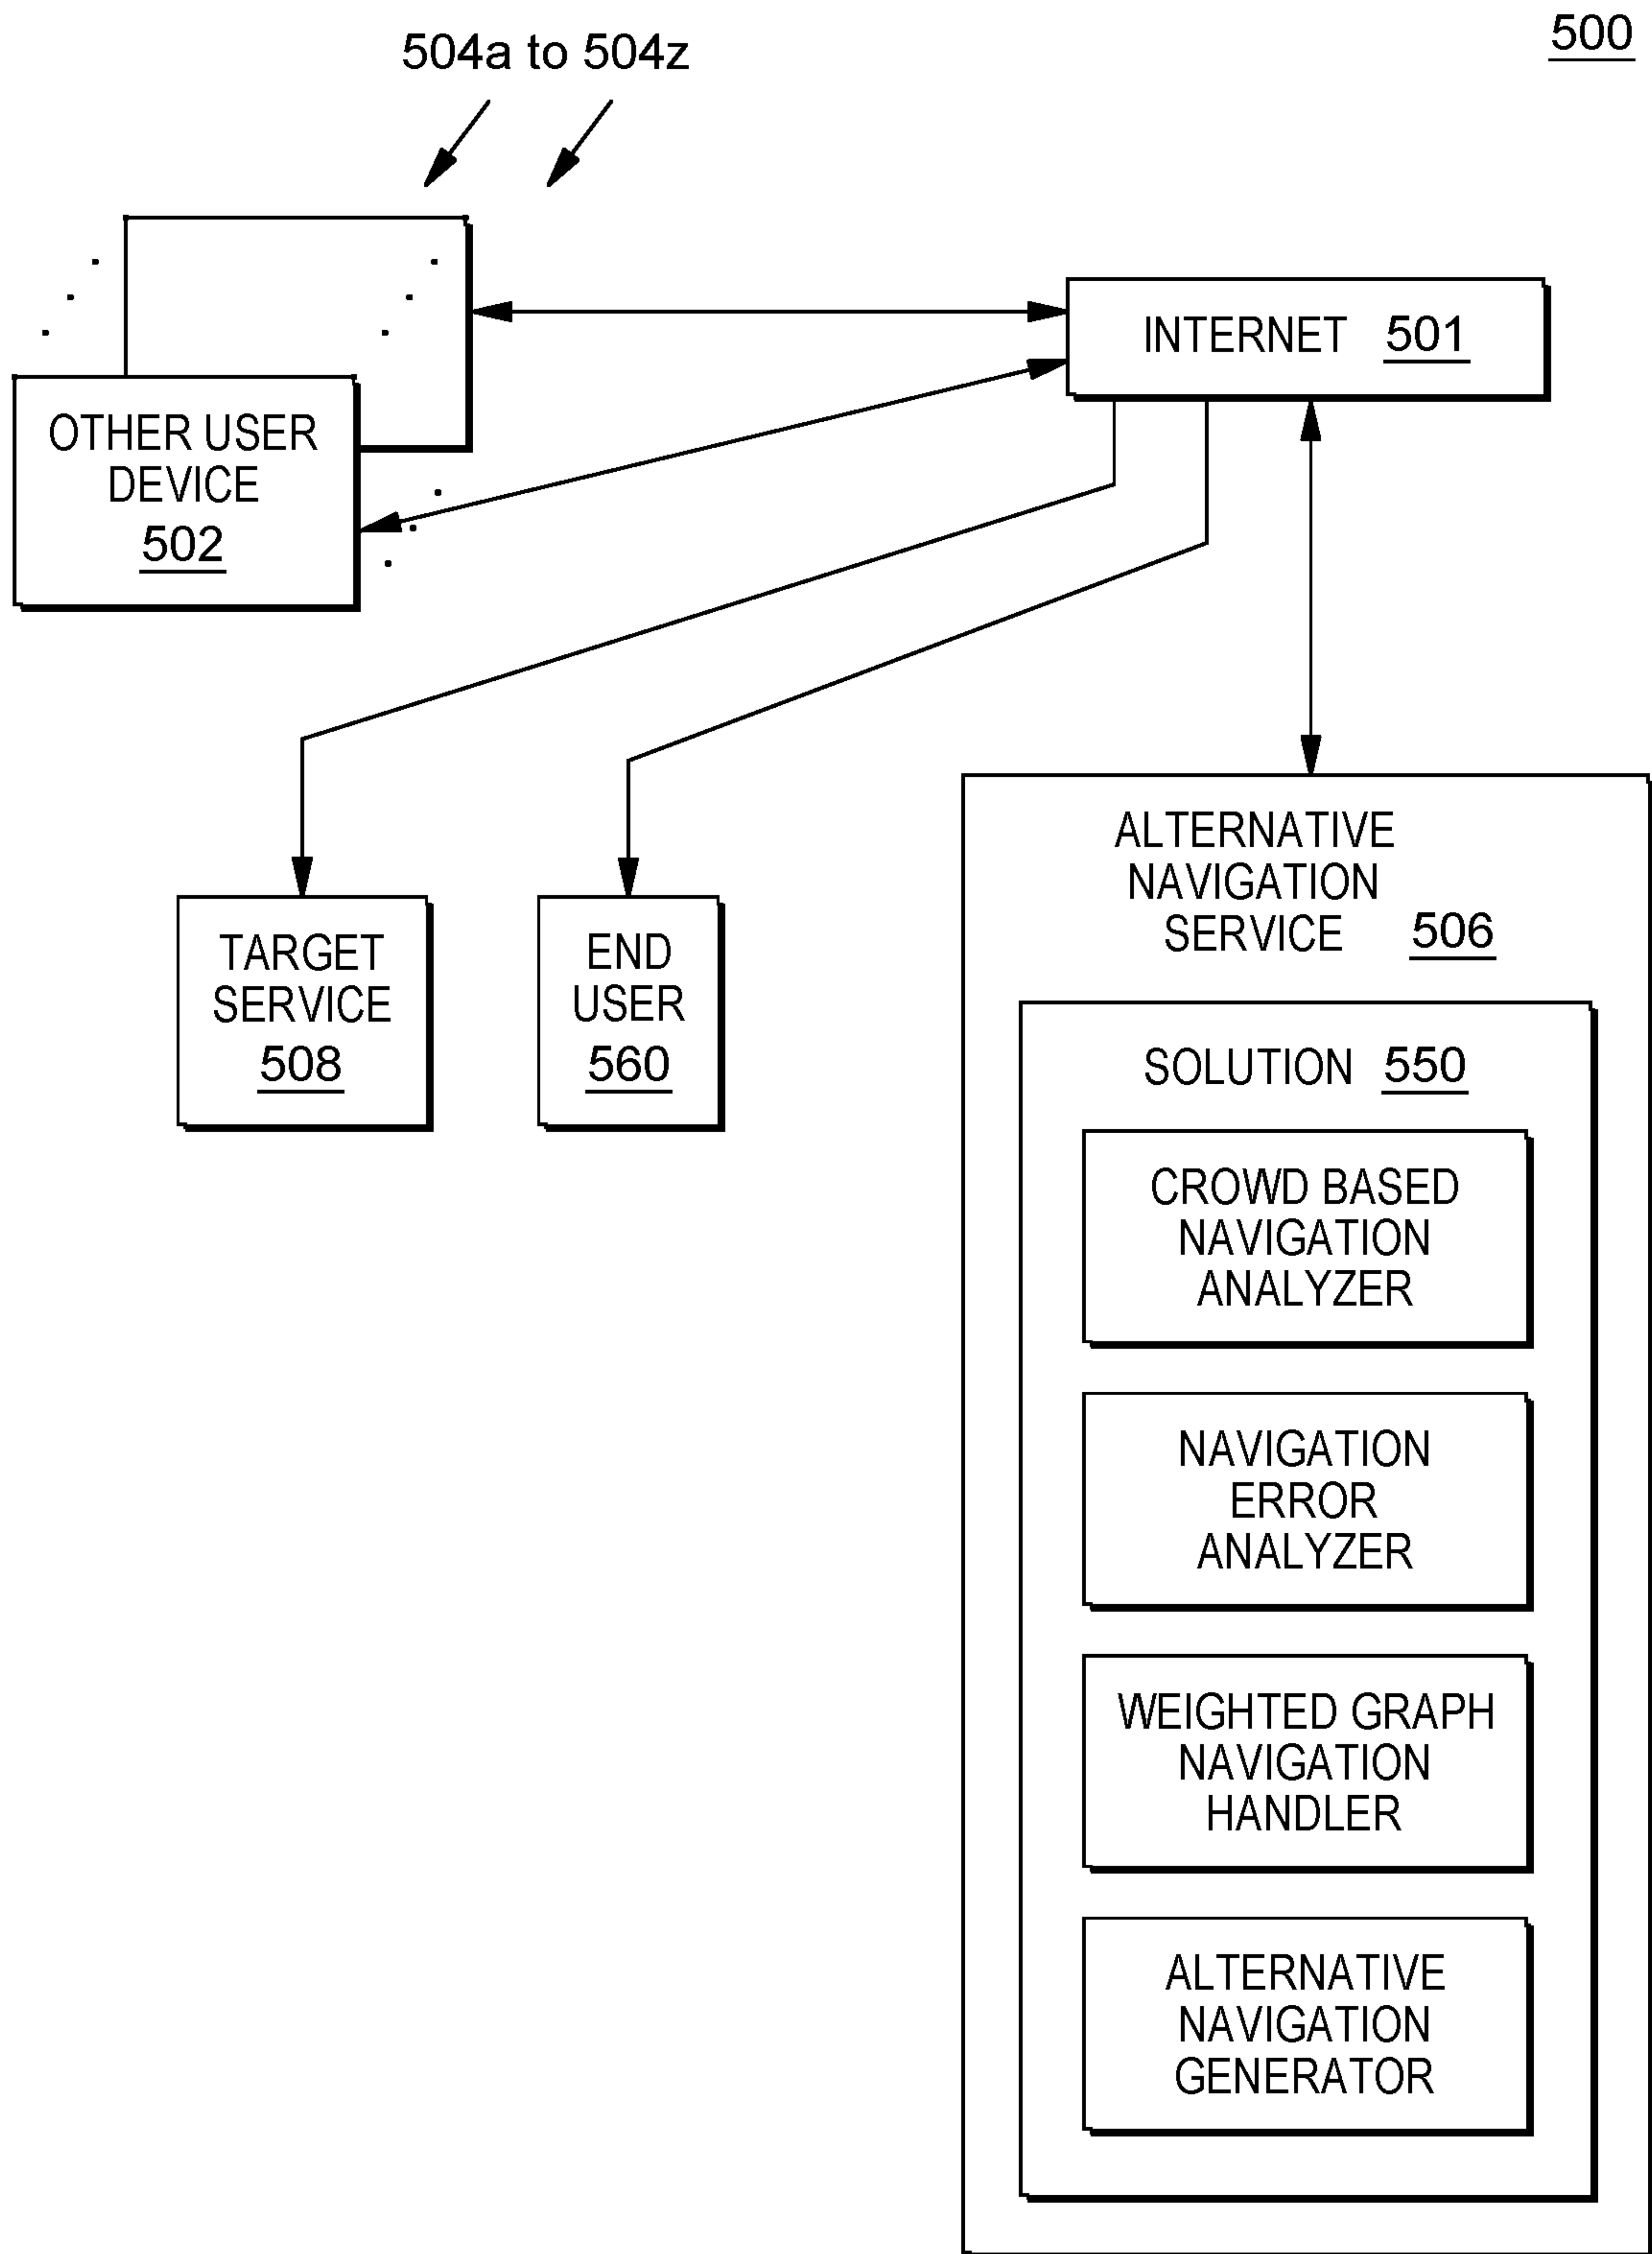 500
504a to 504z
INTERNET 501
OTHER USER
DEVICE
502
TARGET
SERVICE
508
END
USER
560
ALTERNATIVE
NAVIGATION
SERVICE 506
SOLUTION 550
CROWD BASED
NAVIGATION
ANALYZER
NAVIGATION
ERROR
ANALYZER
WEIGHTED GRAPH
NAVIGATION
HANDLER
ALTERNATIVE
NAVIGATION
GENERATOR